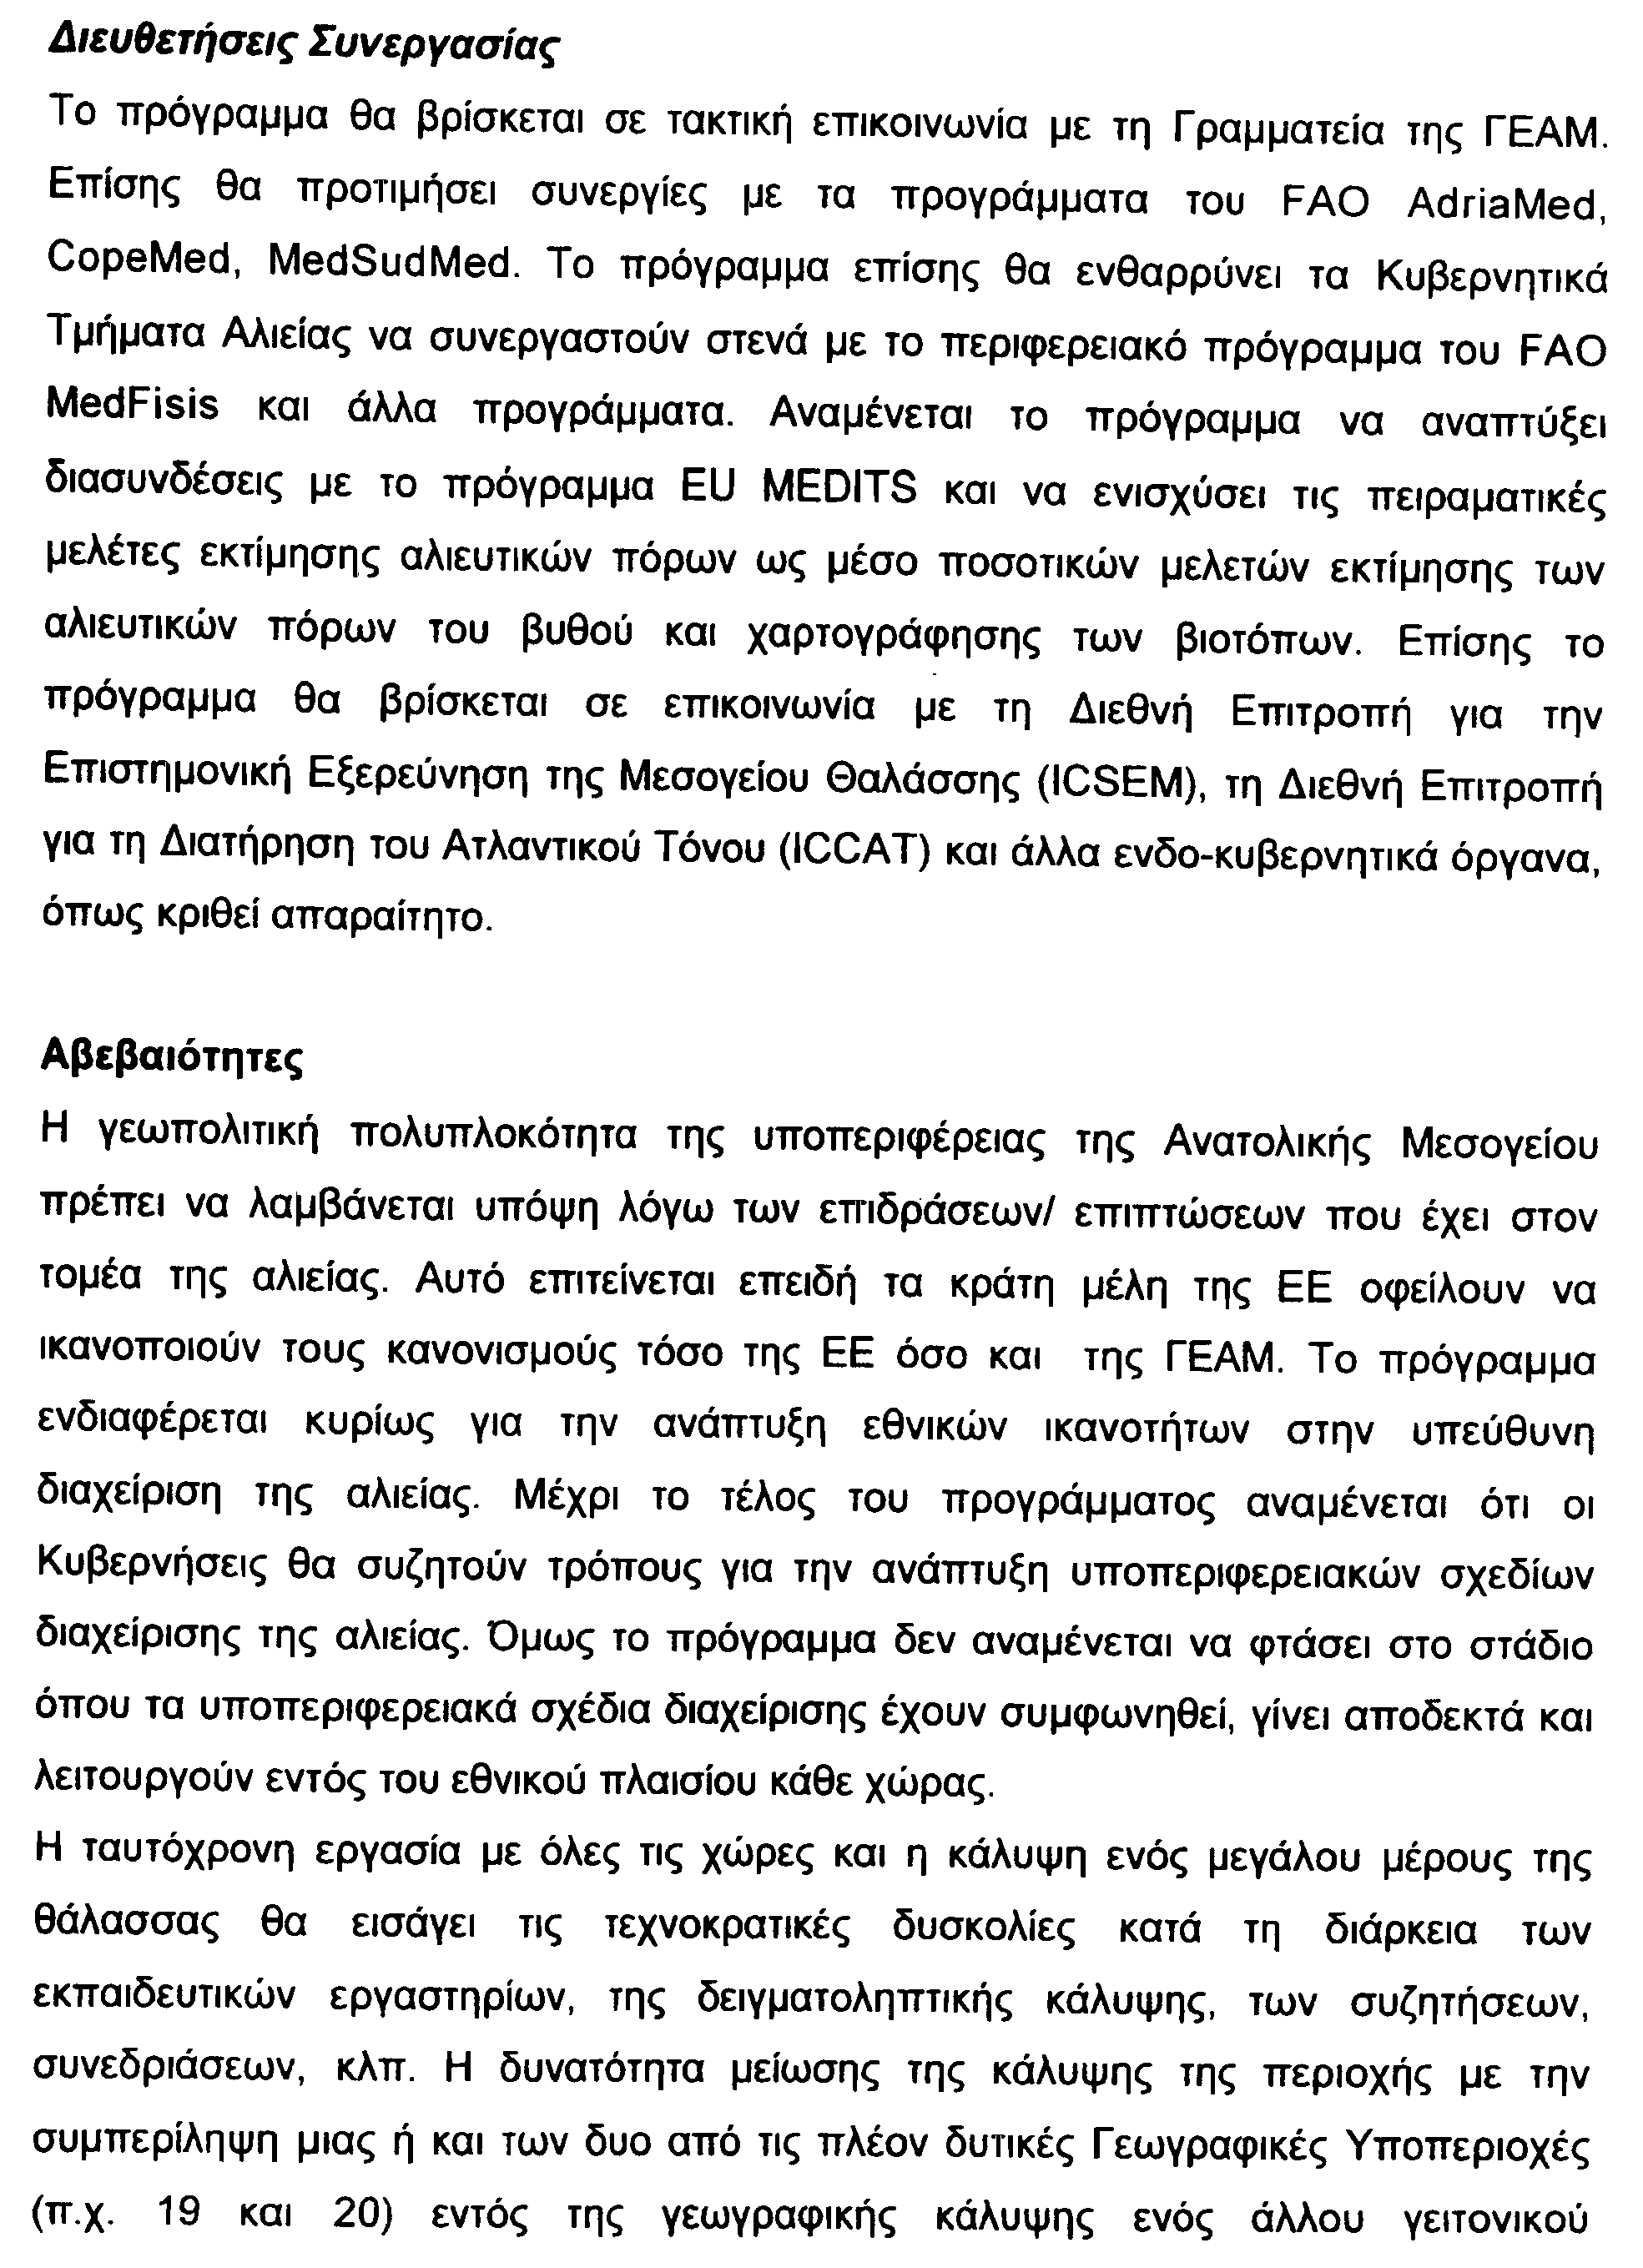 Διευθετήσεις Συνεργασίας
Το πρόγραμμα θα βρίσκεται σε τακτική επικοινωνία με τη Γραμματεία της ΓΕΑΜ.
Επίσης θα προτιμήσει συνεργίες με τα προγράμματα του FAO AdriaMed,
CopeMed, MedSudMed. Το πρόγραμμα επίσης θα ενθαρρύνει τα Κυβερνητικά
Τμήματα Αλιείας να συνεργαστούν στενά με το περιφερειακό πρόγραμμα του FAO
MedFisis και άλλα προγράμματα. Αναμένεται το πρόγραμμα να αναπτύξει
διασυνδέσεις με το πρόγραμμα EU MEDITS και να ενισχύσει τις πειραματικές
μελέτες εκτίμησης αλιευτικών πόρων ως μέσο ποσοτικών μελετών εκτίμησης των
αλιευτικών πόρων του βυθού και χαρτογράφησης των βιοτόπων. Επίσης το
πρόγραμμα θα βρίσκεται σε επικοινωνία με τη Διεθνή Επιτροπή για την
Επιστημονική Εξερεύνηση της Μεσογείου Θαλάσσης (ICSEM), τη Διεθνή Επιτροπή
για τη Διατήρηση του Ατλαντικού Τόνου (ICCAT) και άλλα ενδο-κυβερνητικά όργανα,
όπως κριθεί απαραίτητο.
Αβεβαιότητες
Η γεωπολιτική πολυπλοκότητα της υποπεριφέρειας της Ανατολικής Μεσογείου
πρέπει να λαμβάνεται υπόψη λόγω των επιδράσεων/ επιπτώσεων που έχει στον
τομέα της αλιείας. Αυτό επιτείνεται επειδή τα κράτη μέλη της ΕΕ οφείλουν να
ικανοποιούν τους κανονισμούς τόσο της ΕΕ όσο και της ΓΕΑΜ. Το πρόγραμμα
ενδιαφέρεται κυρίως για την ανάπτυξη εθνικών ικανοτήτων στην υπεύθυνη
διαχείριση της αλιείας. Μέχρι το τέλος του προγράμματος αναμένεται ότι οι
Κυβερνήσεις θα συζητούν τρόπους για την ανάπτυξη υποπεριφερειακών σχεδίων
διαχείρισης της αλιείας. Όμως το πρόγραμμα δεν αναμένεται να φτάσει στο στάδιο
όπου τα υποπεριφερειακά σχέδια διαχείρισης έχουν συμφωνηθεί, γίνει αποδεκτά και
λειτουργούν εντός του εθνικού πλαισίου κάθε χώρας.
Η ταυτόχρονη εργασία με όλες τις χώρες και η κάλυψη ενός μεγάλου μέρους της
θάλασσας θα εισάγει τις τεχνοκρατικές δυσκολίες κατά τη διάρκεια των
εκπαιδευτικών εργαστηρίων, της δειγματοληπτικής κάλυψης, των συζητήσεων,
συνεδριάσεων, κλπ. Η δυνατότητα μείωσης της κάλυψης της περιοχής με την
συμπερίληψη μιας ή και των δυο από τις πλέον δυτικές Γεωγραφικές Υποπεριοχές
(π.χ. 19 και 20) εντός της γεωγραφικής κάλυψης ενός άλλου γειτονικού